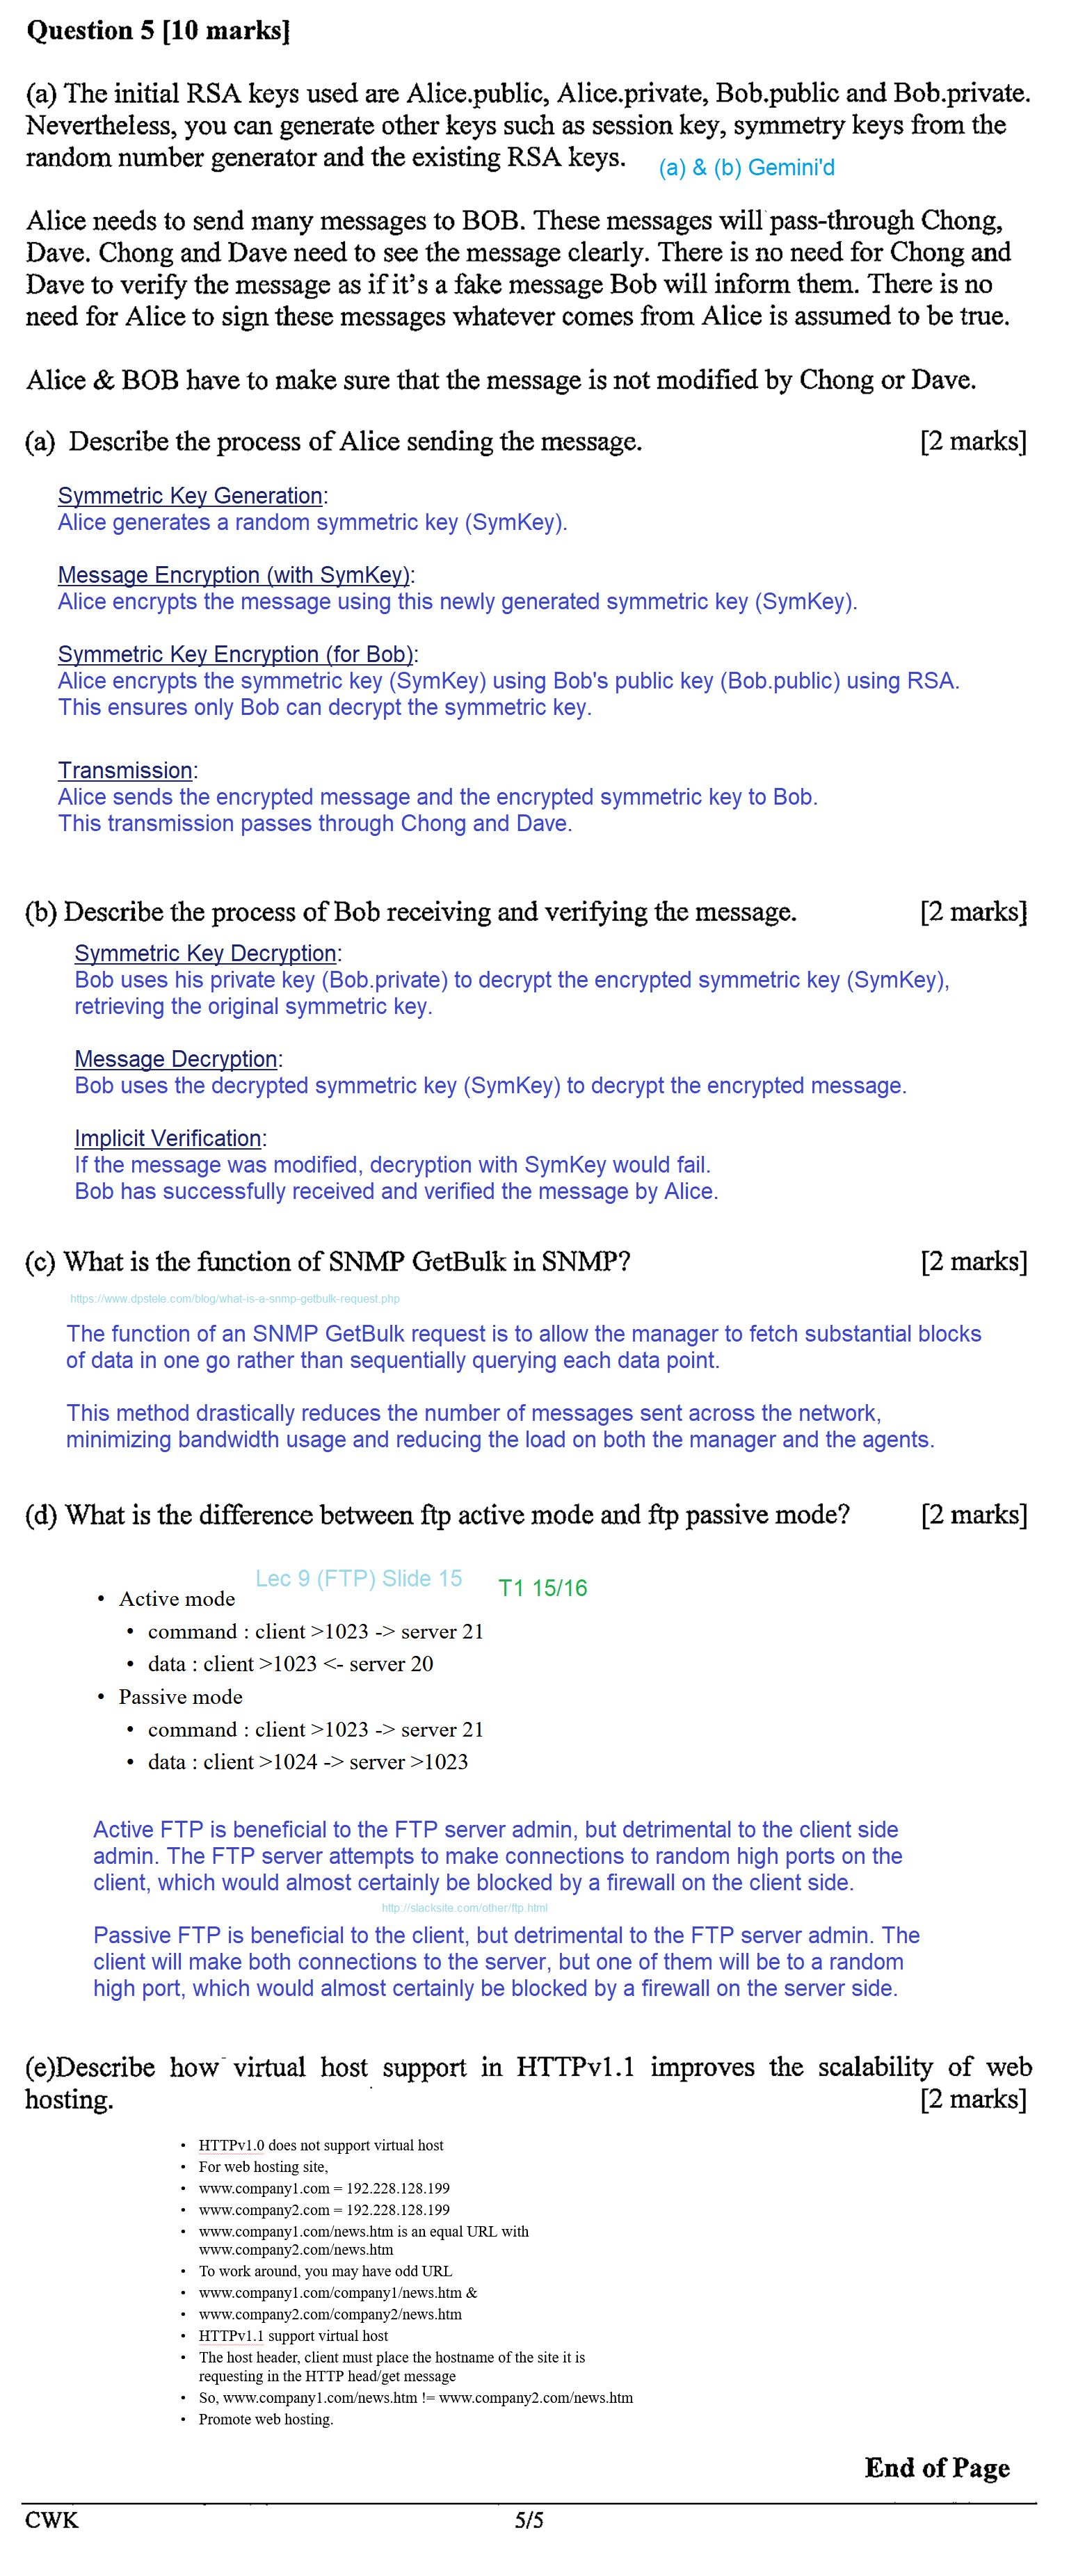 Question 5 [10 marks]
(a) The initial RSA keys used are Alice.public, Alice.private, Bob.public and Bob.private.
Nevertheless, you can generate other keys such as session key, symmetry keys from the
random number generator and the existing RSA keys.
(a) & (b) Gemini'd
Alice needs to send many messages to BOB. These messages will pass-through Chong,
Dave. Chong and Dave need to see the message clearly. There is no need for Chong and
Dave to verify the message as if it's a fake message Bob will inform them. There is no
need for Alice to sign these messages whatever comes from Alice is assumed to be true.
Alice & BOB have to make sure that the message is not modified by Chong or Dave.
(a) Describe the process of Alice sending the message. [2 marks]
Symmetric Key Generation:
Alice generates a random symmetric key (SymKey).
Message Encryption (with SymKey):
Alice encrypts the message using this newly generated symmetric key (SymKey).
Symmetric Key Encryption (for Bob):
Alice encrypts the symmetric key (SymKey) using Bob's public key (Bob.public) using RSA.
This ensures only Bob can decrypt the symmetric key.
Transmission:
Alice sends the encrypted message and the encrypted symmetric key to Bob.
This transmission passes through Chong and Dave.
(b) Describe the process of Bob receiving and verifying the message. [2 marks]
Symmetric Key Decryption:
Bob uses his private key (Bob.private) to decrypt the encrypted symmetric key (SymKey),
retrieving the original symmetric key.
Message Decryption:
Bob uses the decrypted symmetric key (SymKey) to decrypt the encrypted message.
Implicit Verification:
If the message was modified, decryption with SymKey would fail.
Bob has successfully received and verified the message by Alice.
(c) What is the function of SNMP GetBulk in SNMP? [2 marks]
https://www.dpstele.com/blog/what-is-a-snmp-getbulk-request.php
The function of an SNMP GetBulk request is to allow the manager to fetch substantial blocks
of data in one go rather than sequentially querying each data point.
This method drastically reduces the number of messages sent across the network,
minimizing bandwidth usage and reducing the load on both the manager and the agents.
(d) What is the difference between ftp active mode and ftp passive mode? [2 marks]
Lec 9 (FTP) Slide 15
T1 15/16
• Active mode
• command : client >1023 -> server 21
• data : client >1023 <- server 20
• Passive mode
• command : client >1023 -> server 21
• data : client >1024 -> server >1023
Active FTP is beneficial to the FTP server admin, but detrimental to the client side
admin. The FTP server attempts to make connections to random high ports on the
client, which would almost certainly be blocked by a firewall on the client side.
http://slacksite.com/other/ftp.html
Passive FTP is beneficial to the client, but detrimental to the FTP server admin. The
client will make both connections to the server, but one of them will be to a random
high port, which would almost certainly be blocked by a firewall on the server side.
(e)Describe how virtual host support in HTTPv1.1 improves the scalability of web
hosting. [2 marks]
• HTTPv1.0 does not support virtual host
• For web hosting site,
• www.company1.com = 192.228.128.199
• www.company2.com = 192.228.128.199
• www.company1.com/news.htm is an equal URL with
www.company2.com/news.htm
• To work around, you may have odd URL
• www.company1.com/company1/news.htm &
• www.company2.com/company2/news.htm
• HTTPv1.1 support virtual host
• The host header, client must place the hostname of the site it is
requesting in the HTTP head/get message
• So, www.company1.com/news.htm != www.company2.com/news.htm
• Promote web hosting.
End of Page
CWK 5/5